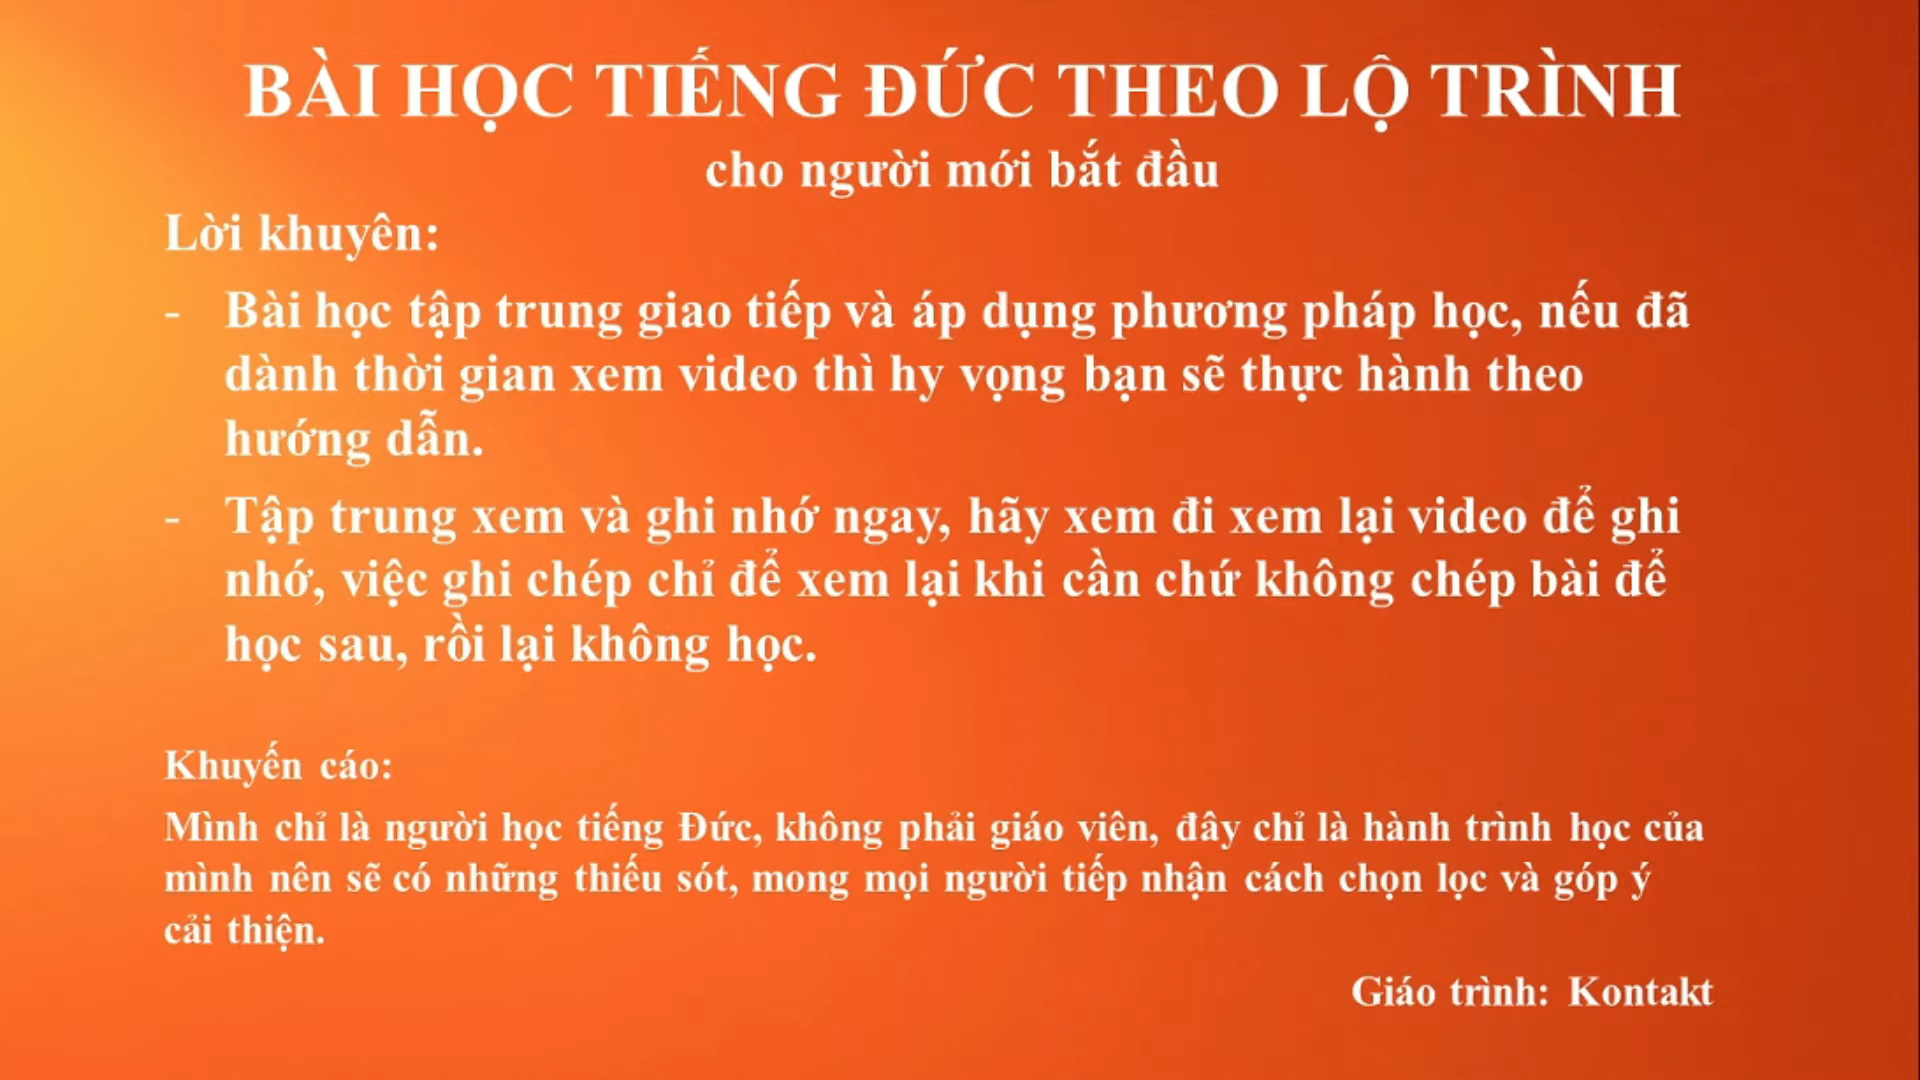 BÀI HỌC TIẾNG ĐỨC THEO LỘ TRÌNH
cho người mới bắt đầu
Lời khuyên:
- Bài học tập trung giao tiếp và áp dụng phương pháp học, nếu đã
dành thời gian xem video thì hy vọng bạn sẽ thực hành theo
hướng dẫn.
- Tập trung xem và ghi nhớ ngay, hãy xem đi xem lại video để ghi
nhớ, việc ghi chép chỉ để xem lại khi cần chứ không chép bài để
học sau, rồi lại không học.
Khuyến cáo:
Mình chỉ là người học tiếng Đức, không phải giáo viên, đây chỉ là hành trình học của
mình nên sẽ có những thiếu sót, mong mọi người tiếp nhận cách chọn lọc và góp ý
cải thiện.
Giáo trình: Kontakt